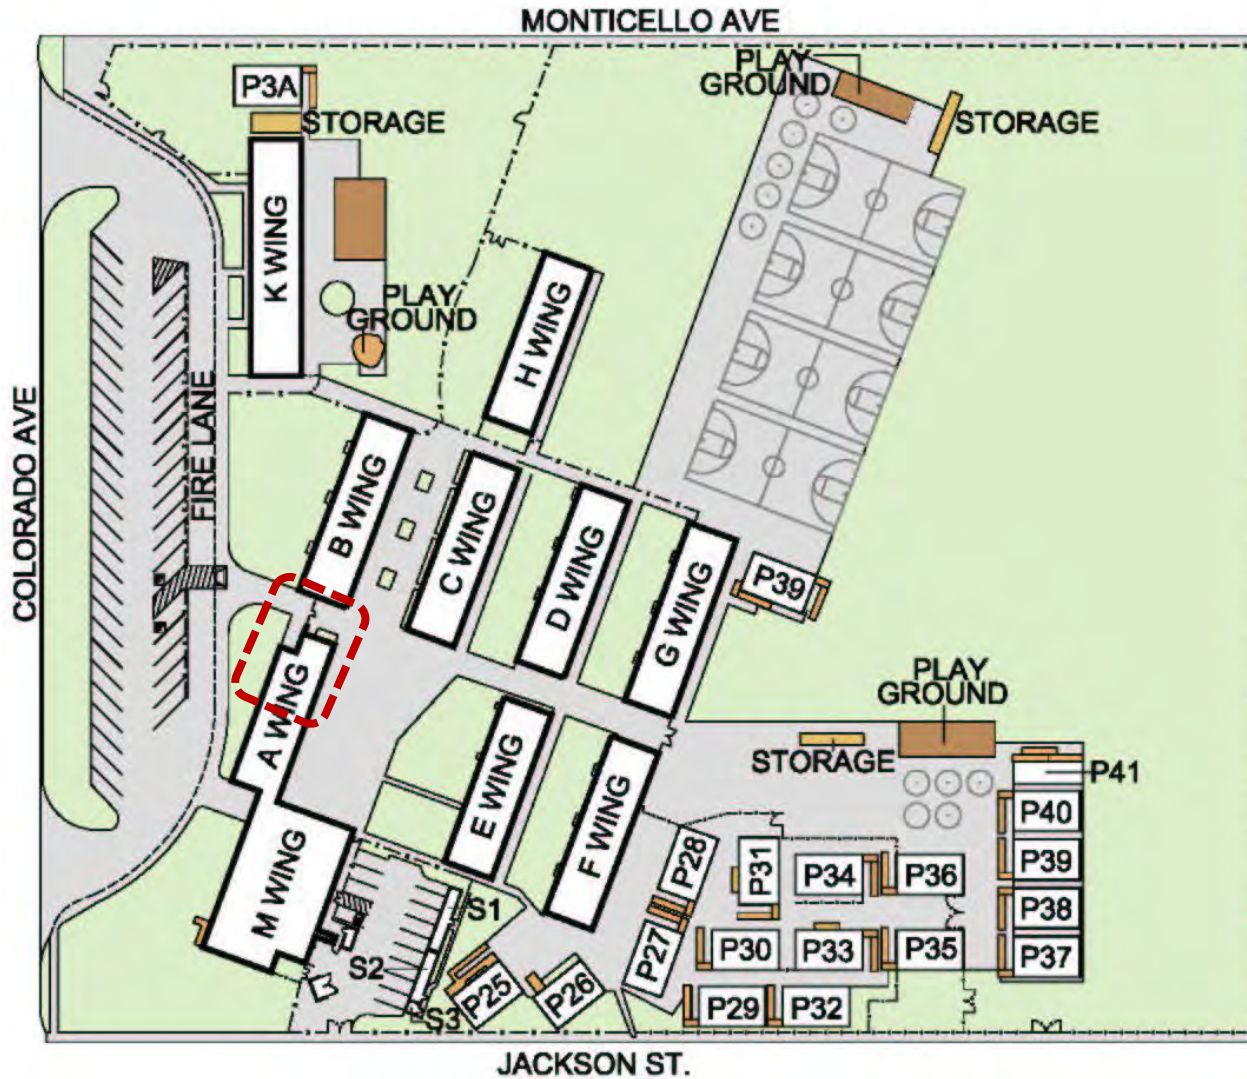 MONTICELLO AVE
PLAY
GROUND
P3A
STORAGE
STORAGE
K WING
PLAY
GROUND
H WING
COLORADO AVE
FIRE LANE
B WING
C WING
D WING
G WING
P39
A WING
PLAY
GROUND
STORAGE
P41
E WING
F WING
P40
P28
P31
P34
P36
P39
M WING
S1
P38
P27
P30
P33
P35
P37
S2
P25
P26
P29
P32
S3
JACKSON ST.